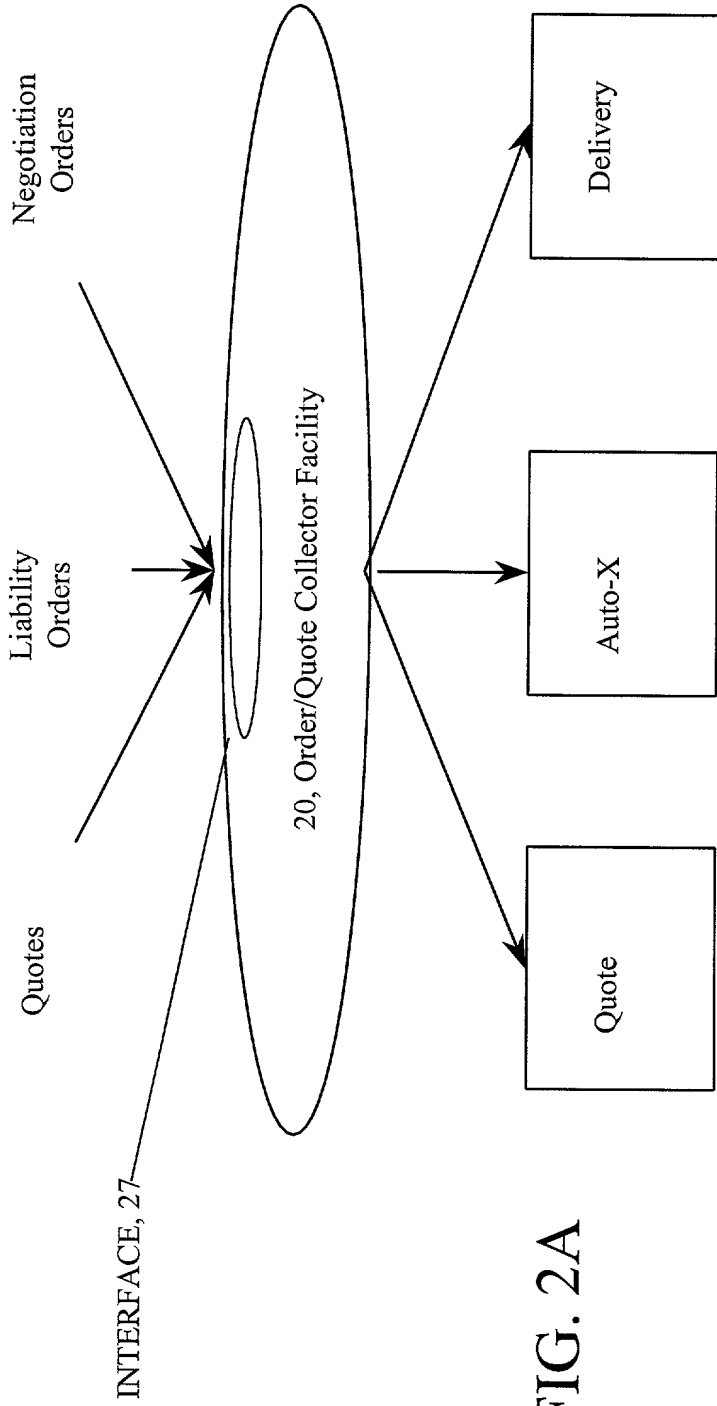 Quotes
Liability
Orders
Negotiation
Orders
INTERFACE, 27
20, Order/Quote Collector Facility
Quote
Auto-X
Delivery
FIG. 2A